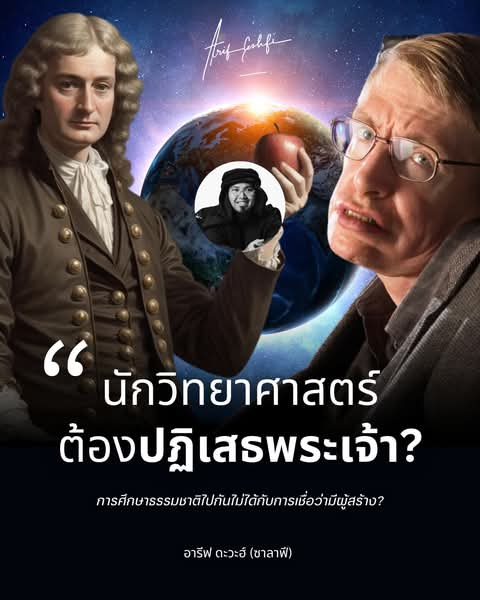 Arif Seshfi
“
นักวิทยาศาสตร์
ต้องปฏิเสธพระเจ้า?
การศึกษาธรรมชาติไปกันไม่ได้กับการเชื่อว่ามีผู้สร้าง?
อารีฟ ดะวะฮ์ (ซาลาฟี)